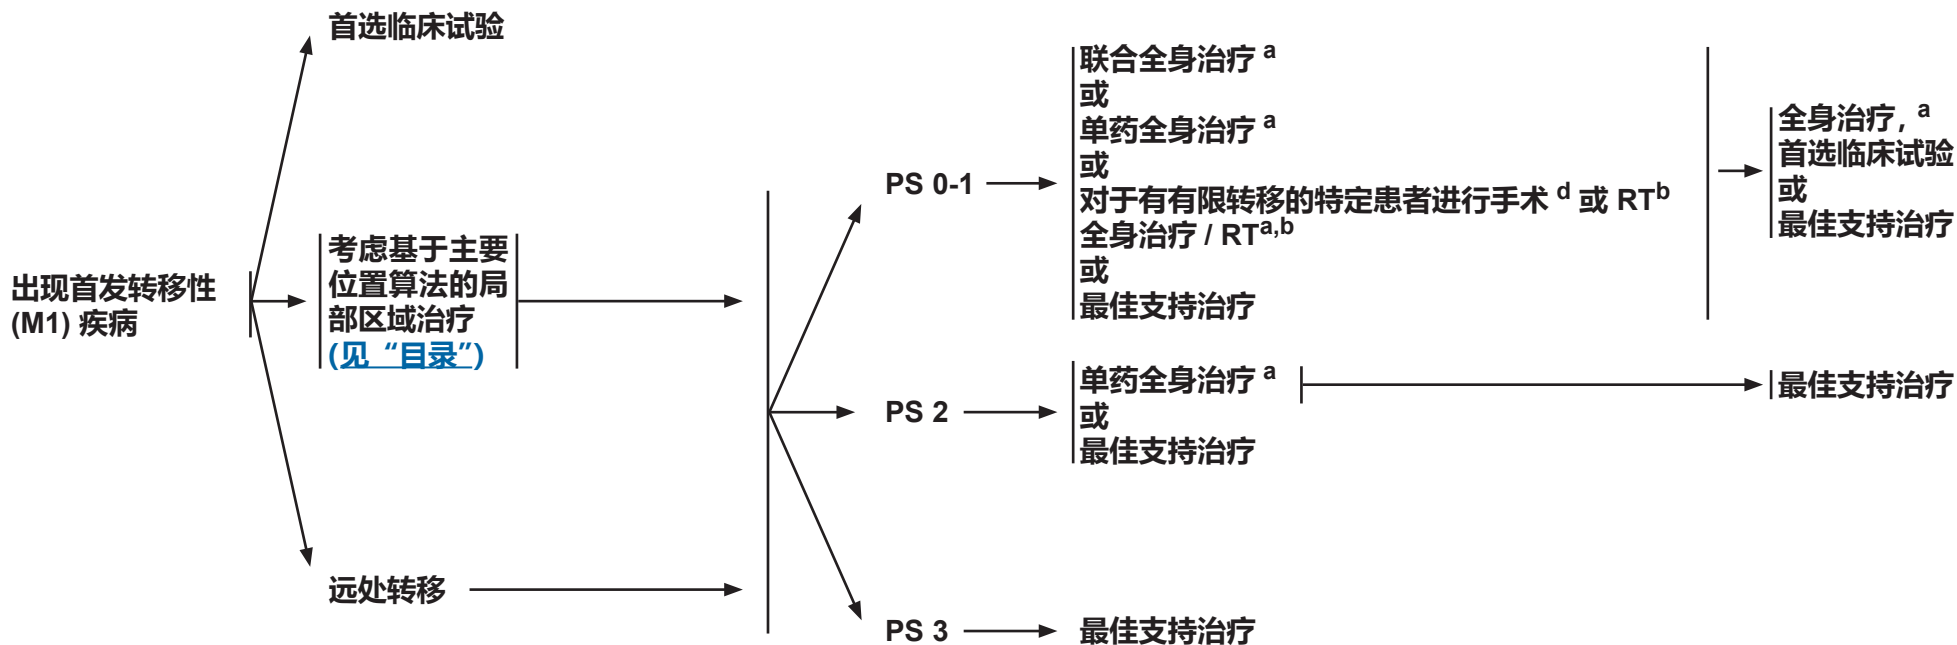 首选临床试验
出现首发转移性
(M1) 疾病
考虑基于主要
位置算法的局
部区域治疗
(见 “目录”)
远处转移
PS 0-1
联合全身治疗 a
或
单药全身治疗 a
或
对于有有限转移的特定患者进行手术 d 或 RTb
全身治疗 / RTa,b
或
最佳支持治疗
全身治疗, a
首选临床试验
或
最佳支持治疗
PS 2
单药全身治疗 a
或
最佳支持治疗
最佳支持治疗
PS 3
最佳支持治疗